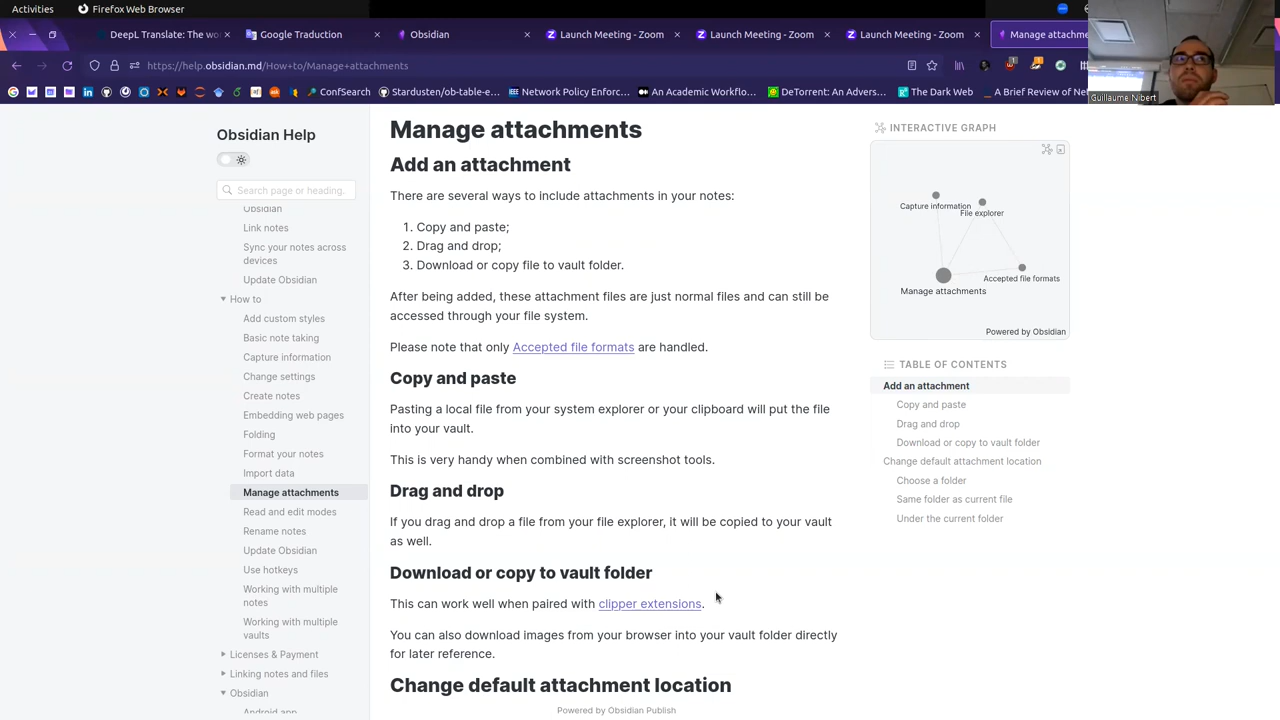 Activities
Firefox Web Browser
DeepL Translate: The wo
Google Traduction
Obsidian
Launch Meeting - Zoom
Launch Meeting - Zoom
Launch Meeting - Zoom
Manage attachments
https://help.obsidian.md/How+to/Manage+attachments
ConfSearch
Stardusten/ob-table-e...
Network Policy Enforc...
An Academic Workflo...
DeTorrent: An Advers...
The Dark Web
A Brief Review of Ne
Guillaume Nibert
Obsidian Help
Search page or heading...
Obsidian
Link notes
Sync your notes across
devices
Update Obsidian
How to
Add custom styles
Basic note taking
Capture information
Change settings
Create notes
Embedding web pages
Folding
Format your notes
Import data
Manage attachments
Read and edit modes
Rename notes
Update Obsidian
Use hotkeys
Working with multiple
notes
Working with multiple
vaults
Licenses & Payment
Linking notes and files
Obsidian
Android app
Manage attachments
Add an attachment
There are several ways to include attachments in your notes:
1. Copy and paste;
2. Drag and drop;
3. Download or copy file to vault folder.
After being added, these attachment files are just normal files and can still be
accessed through your file system.
Please note that only Accepted file formats are handled.
Copy and paste
Pasting a local file from your system explorer or your clipboard will put the file
into your vault.
This is very handy when combined with screenshot tools.
Drag and drop
If you drag and drop a file from your file explorer, it will be copied to your vault
as well.
Download or copy to vault folder
This can work well when paired with clipper extensions.
You can also download images from your browser into your vault folder directly
for later reference.
Change default attachment location
Powered by Obsidian Publish
INTERACTIVE GRAPH
Capture information
File explorer
Accepted file formats
Manage attachments
Powered by Obsidian
TABLE OF CONTENTS
Add an attachment
Copy and paste
Drag and drop
Download or copy to vault folder
Change default attachment location
Choose a folder
Same folder as current file
Under the current folder